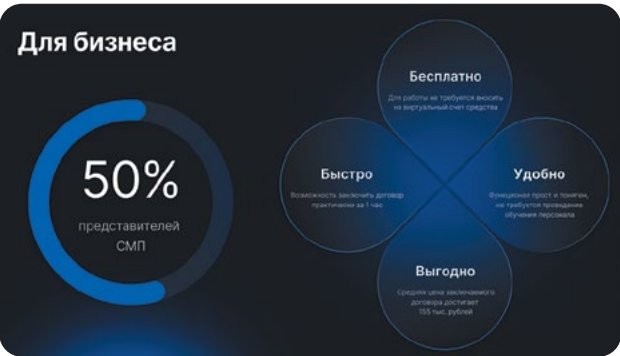 Для бизнеса
50%
представителей
СМП
Бесплатно
Для работы не требуется вносить
на виртуальный счет средства
Быстро
Возможность заключить договор
практически за 1 час
Удобно
Функционал прост и понятен,
не требуется проведение
обучения персонала
Выгодно
Средняя цена заключаемого
договора достигает
155 тыс. рублей